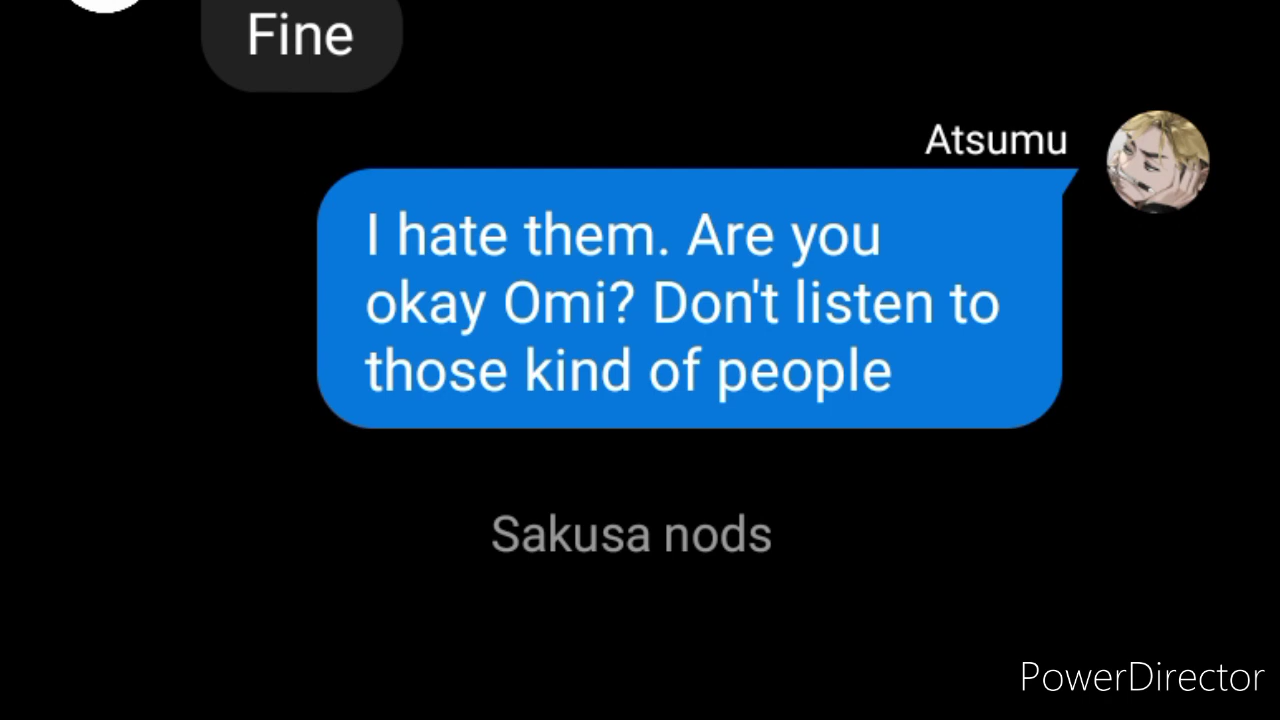 Fine
Atsumu
I hate them. Are you
okay Omi? Don't listen to
those kind of people
Sakusa nods
PowerDirector